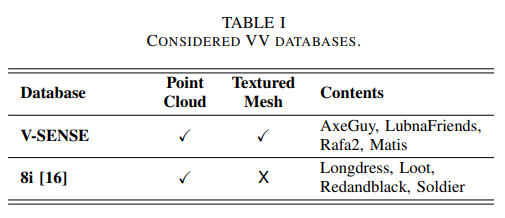 TABLE I
CONSIDERED VV DATABASES.
Database Point Cloud Textured Mesh Contents
V-SENSE ✓ ✓ AxeGuy, LubnaFriends,
Rafa2, Matis
8i [16] ✓ X Longdress, Loot,
Redandblack, Soldier